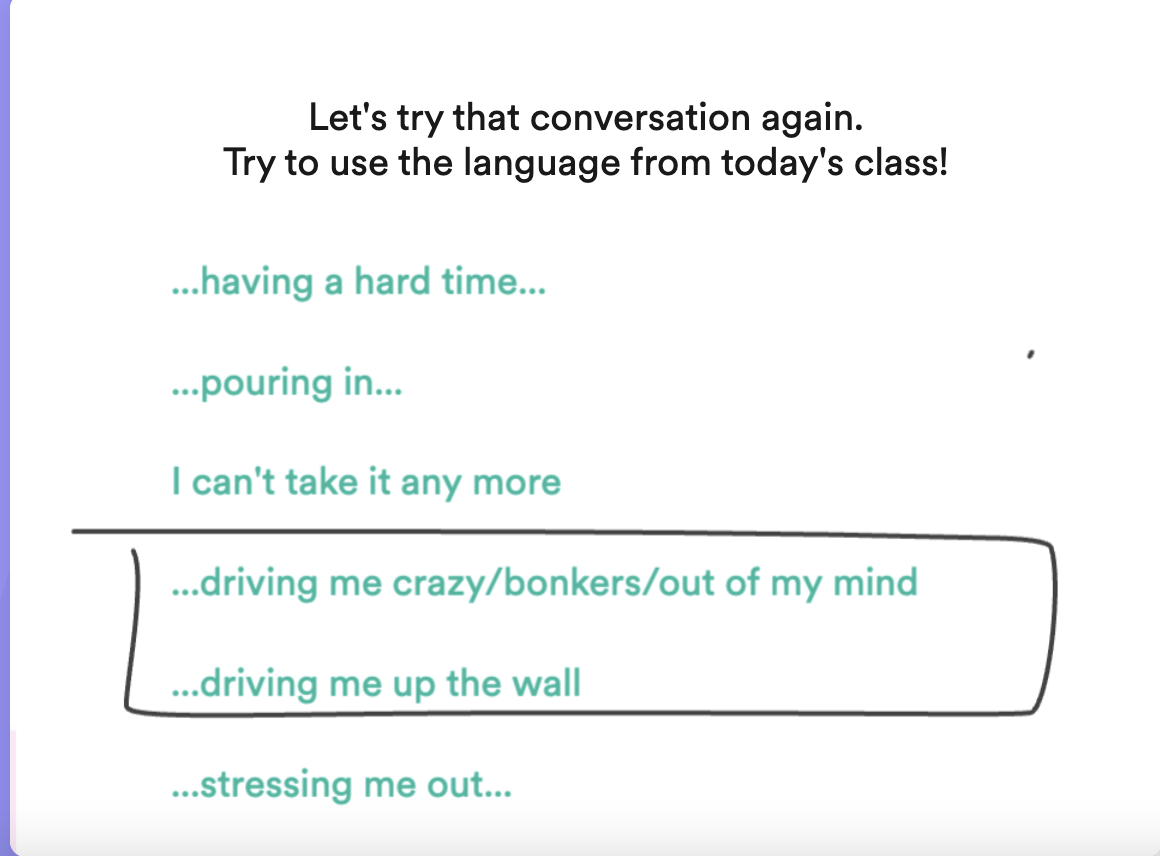 Let's try that conversation again.
Try to use the language from today's class!
...having a hard time...
...pouring in...
I can't take it any more
...driving me crazy/bonkers/out of my mind
...driving me up the wall
...stressing me out...